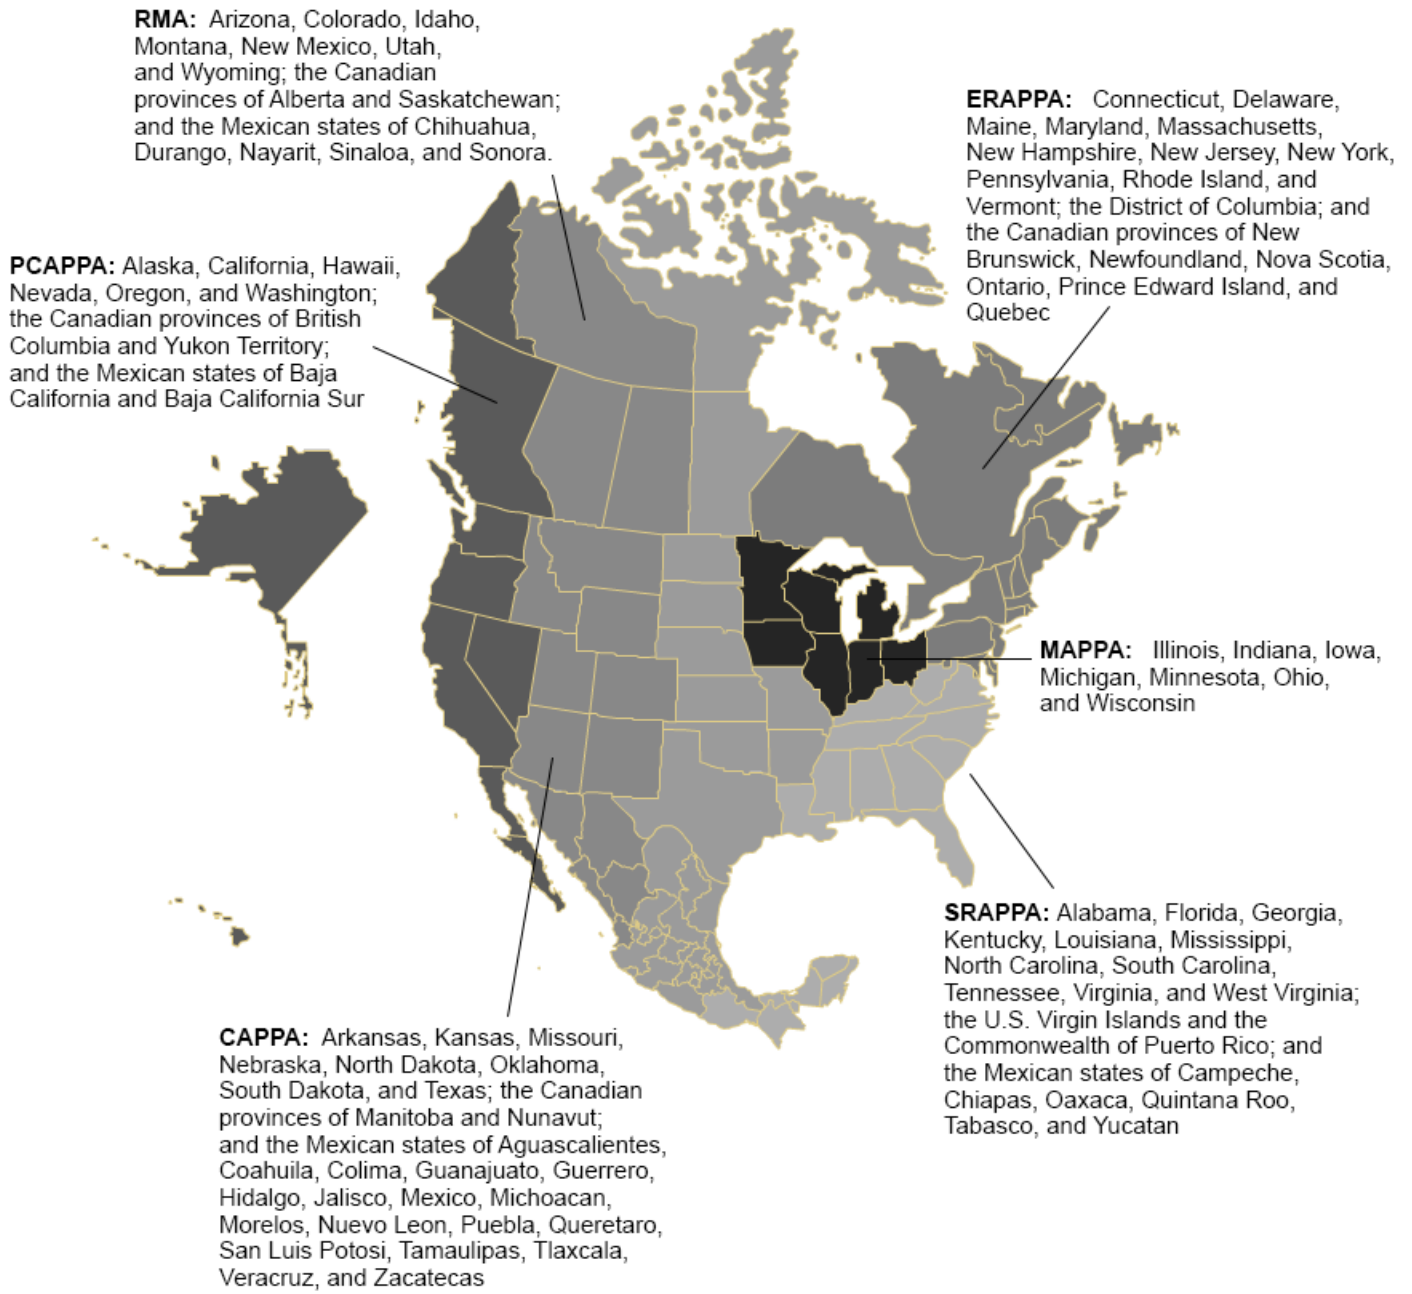 RMA: Arizona, Colorado, Idaho,
Montana, New Mexico, Utah,
and Wyoming; the Canadian
provinces of Alberta and Saskatchewan;
and the Mexican states of Chihuahua,
Durango, Nayarit, Sinaloa, and Sonora.
ERAPPA: Connecticut, Delaware,
Maine, Maryland, Massachusetts,
New Hampshire, New Jersey, New York,
Pennsylvania, Rhode Island, and
Vermont; the District of Columbia; and
the Canadian provinces of New
Brunswick, Newfoundland, Nova Scotia,
Ontario, Prince Edward Island, and
Quebec
PCAPPA: Alaska, California, Hawaii,
Nevada, Oregon, and Washington;
the Canadian provinces of British
Columbia and Yukon Territory;
and the Mexican states of Baja
California and Baja California Sur
MAPPA: Illinois, Indiana, Iowa,
Michigan, Minnesota, Ohio,
and Wisconsin
SRAPPA: Alabama, Florida, Georgia,
Kentucky, Louisiana, Mississippi,
North Carolina, South Carolina,
Tennessee, Virginia, and West Virginia;
the U.S. Virgin Islands and the
Commonwealth of Puerto Rico; and
the Mexican states of Campeche,
Chiapas, Oaxaca, Quintana Roo,
Tabasco, and Yucatan
CAPPA: Arkansas, Kansas, Missouri,
Nebraska, North Dakota, Oklahoma,
South Dakota, and Texas; the Canadian
provinces of Manitoba and Nunavut;
and the Mexican states of Aguascalientes,
Coahuila, Colima, Guanajuato, Guerrero,
Hidalgo, Jalisco, Mexico, Michoacan,
Morelos, Nuevo Leon, Puebla, Queretaro,
San Luis Potosi, Tamaulipas, Tlaxcala,
Veracruz, and Zacatecas